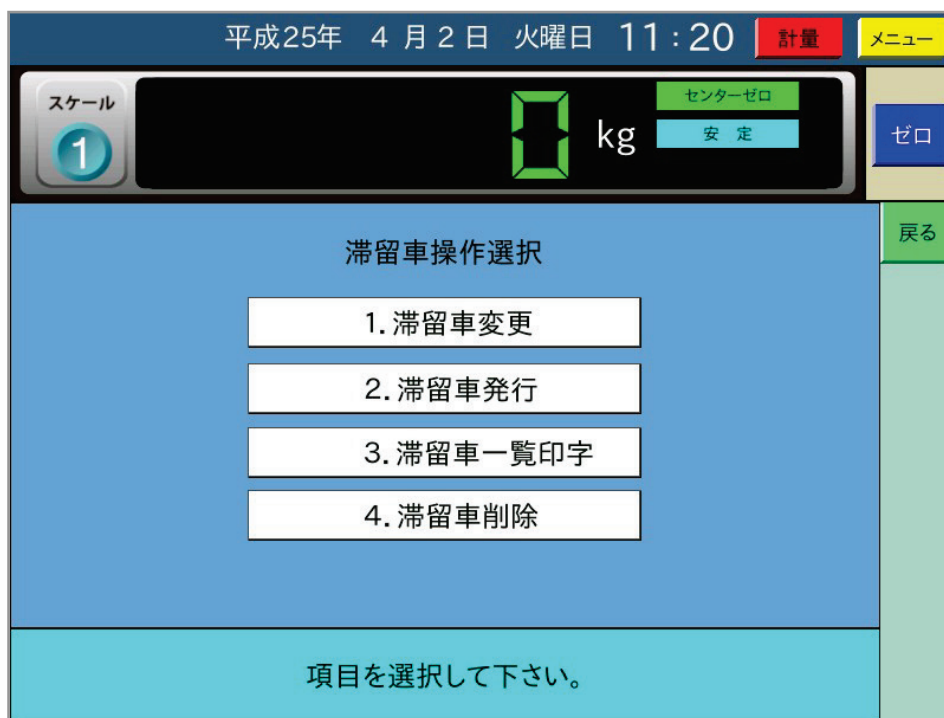 平成25年 4月2日 火曜日 11:20 計量 メニュー
スケール
1
0 kg
センターゼロ
安定
ゼロ
戻る
滞留車操作選択
1.滞留車変更
2.滞留車発行
3.滞留車一覧印字
4.滞留車削除
項目を選択して下さい。